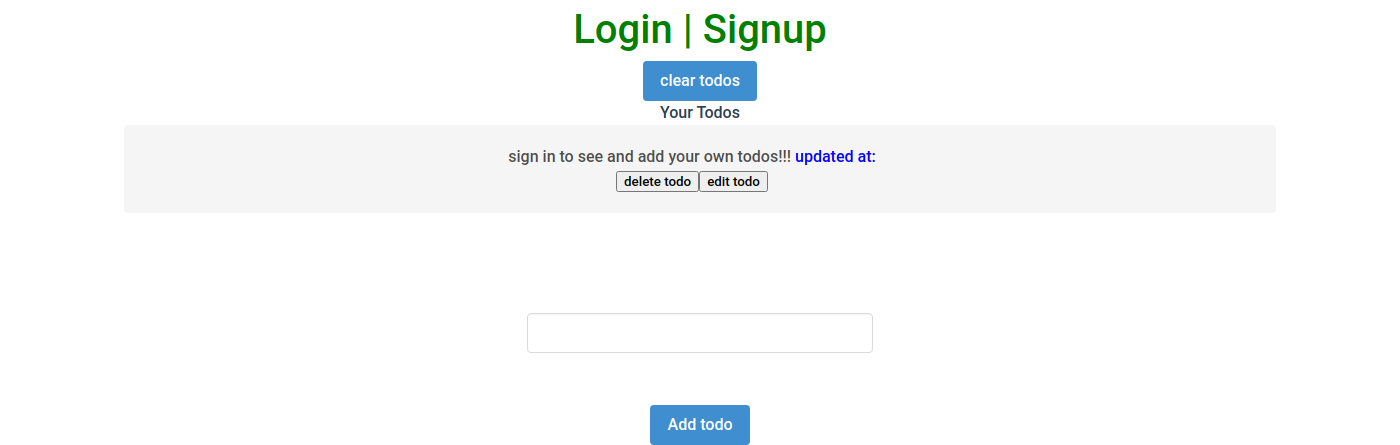 Login | Signup
clear todos
Your Todos
sign in to see and add your own todos!!! updated at:
delete todo edit todo
Add todo